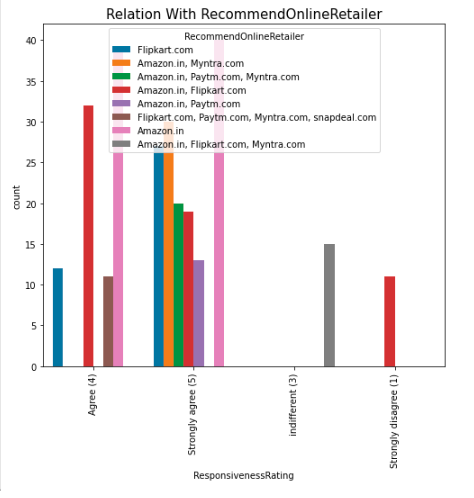 Relation With RecommendOnlineRetailer
RecommendOnlineRetailer
Flipkart.com
Amazon.in, Myntra.com
Amazon.in, Paytm.com, Myntra.com
Amazon.in, Flipkart.com
Amazon.in, Paytm.com
Flipkart.com, Paytm.com, Myntra.com, snapdeal.com
Amazon.in
Amazon.in, Flipkart.com, Myntra.com
count
40
35
30
25
20
15
10
5
0
Agree (4)
Strongly agree (5)
indifferent (3)
Strongly disagree (1)
ResponsivenessRating